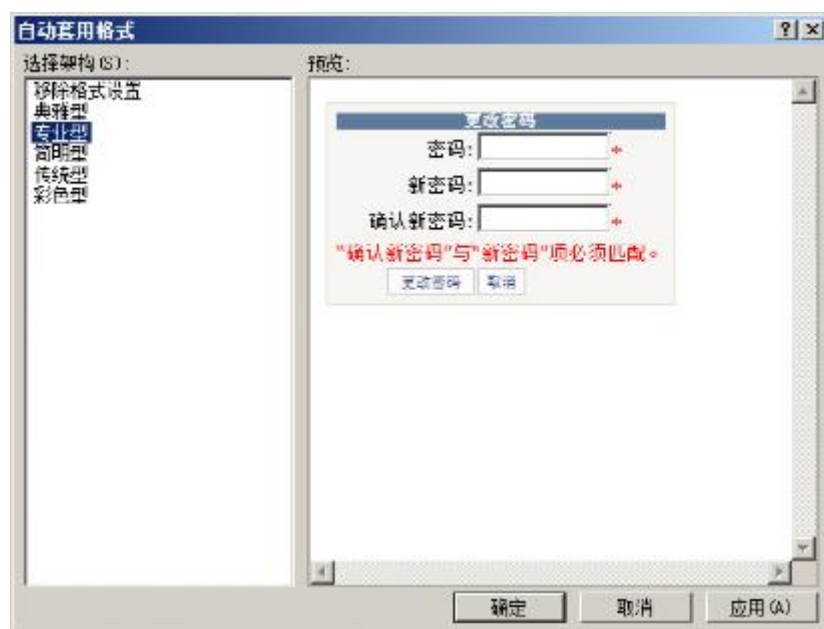 自动套用格式
选择架构(S):
移除格式设置
典雅型
专业型
简明型
传统型
彩色型
预览:
更改密码
密码: *
新密码: *
确认新密码: *
"确认新密码"与"新密码"项必须匹配。
更改密码 取消
确定 取消 应用(A)